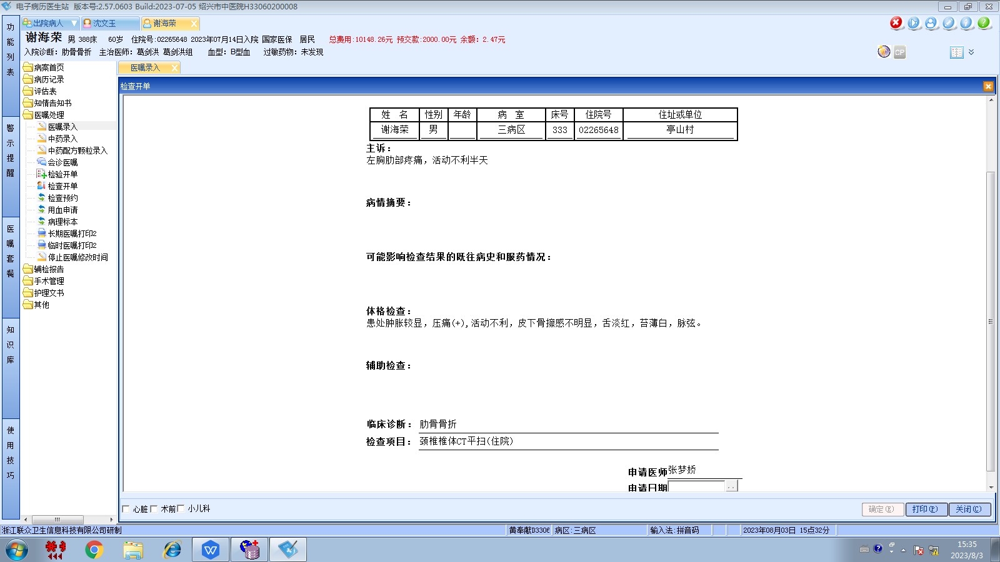 电子病历医生站 版本号:2.57.0603 Build:2023-07-05 绍兴市中医院H33060200008
出院病人
沈文玉
谢海荣
谢海荣 男 388床 60岁 住院号:02265648 2023年07月14日入院 国家医保 居民 总费用:10148.26元 预交款:2000.00元 余额: 2.47元
入院诊断: 肋骨骨折 主治医师: 葛剑洪 葛剑洪组 血型: B型血 过敏药物: 未发现
CP
功能列表
警示提醒
医嘱套餐
知识库
使用技巧
病案首页
病历记录
评估表
知情告知书
医嘱处理
医嘱录入
中药录入
中药配方颗粒录入
会诊医嘱
检验开单
检查开单
检查预约
用血申请
病理标本
长期医嘱打印2
临时医嘱打印2
停止医嘱修改时间
辅检报告
手术管理
护理文书
其他
医嘱录入
检查开单
姓 名 性别 年龄 病 室 床号 住院号 住址或单位
谢海荣 男 三病区 333 02265648 亭山村
主诉:
左胸肋部疼痛，活动不利半天
病情摘要:
可能影响检查结果的既往病史和服药情况:
体格检查:
患处肿胀较显，压痛(+),活动不利，皮下骨擦感不明显，舌淡红，苔薄白，脉弦。
辅助检查:
临床诊断: 肋骨骨折
检查项目: 颈椎椎体CT平扫(住院)
申请医师 张梦娇
申请日期 ..
心脏 术前 小儿科
确定(E) 打印(P) 关闭(C)
浙江联众卫生信息科技有限公司研制 黄奉献D330E 病区: 三病区 输入法: 拼音码 2023年08月03日 15点32分
15:35
2023/8/3